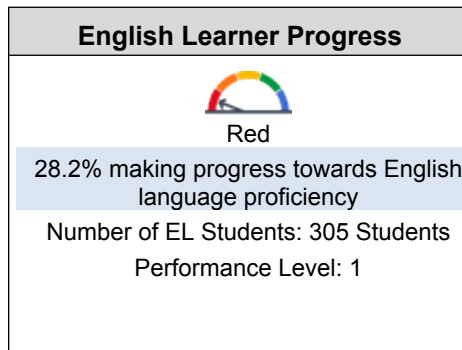 English Learner Progress
Red
28.2% making progress towards English
language proficiency
Number of EL Students: 305 Students
Performance Level: 1